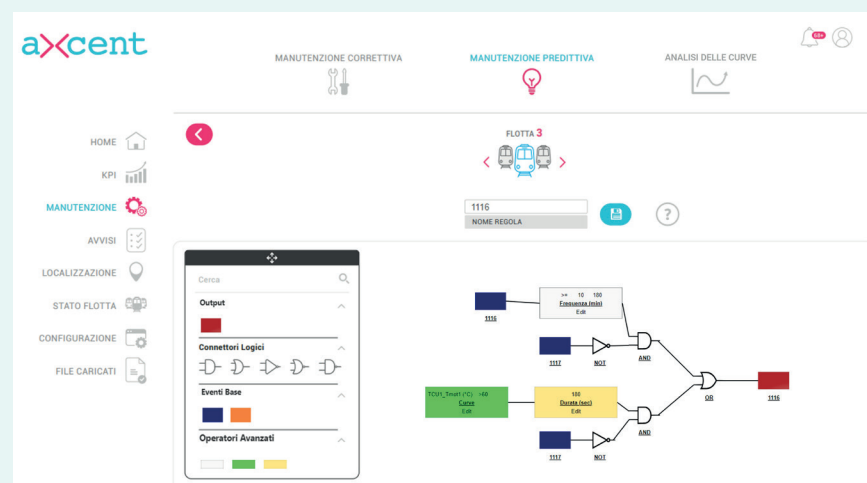 axcent
MANUTENZIONE CORRETTIVA
MANUTENZIONE PREDITTIVA
ANALISI DELLE CURVE
HOME
KPI
MANUTENZIONE
AVVISI
LOCALIZZAZIONE
STATO FLOTTA
CONFIGURAZIONE
FILE CARICATI
FLOTTA 3
1116
NOME REGOLA
?
Cerca
Output
Connettori Logici
Eventi Base
Operatori Avanzati
1116
>= 10 100
Frequenza (min)
Edit
1117
NOT
AND
TCU1_Tmot1 (°C) >60
Curve
Edit
100
Durata (sec)
Edit
1117
NOT
AND
OR
1116